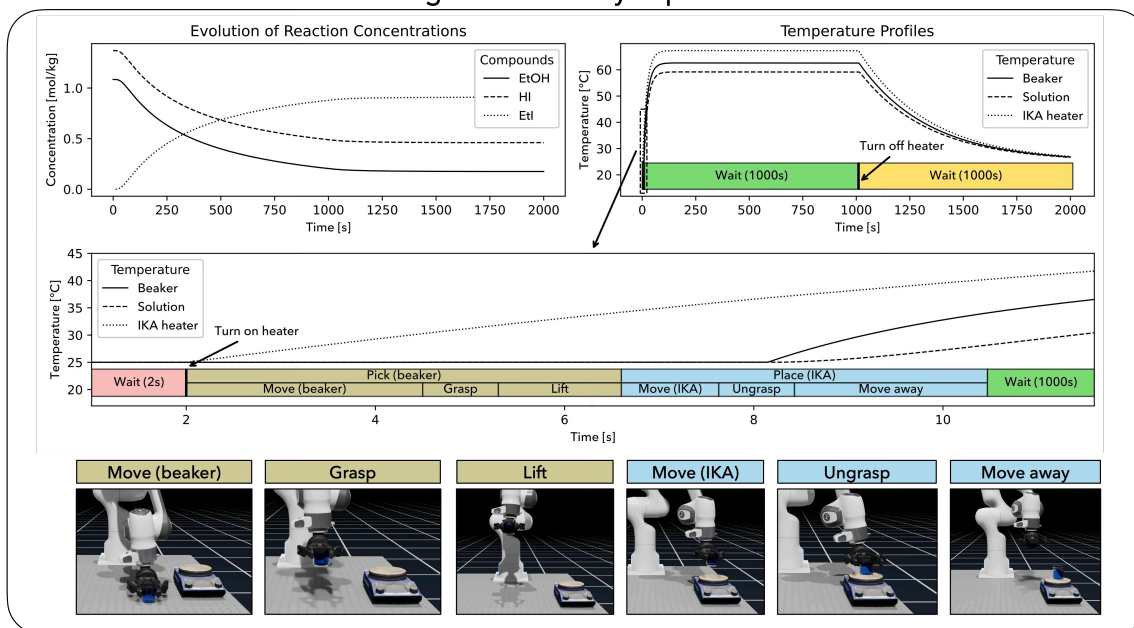 Evolution of Reaction Concentrations
Concentration [mol/kg]
1.0
0.5
0.0
Compounds
EtOH
HI
EtI
0 250 500 750 1000 1250 1500 1750 2000
Time [s]
Temperature Profiles
Temperature [°C]
60
50
40
30
20
Temperature
Beaker
Solution
IKA heater
Turn off heater
Wait (1000s)
Wait (1000s)
0 250 500 750 1000 1250 1500 1750 2000
Time [s]
Temperature [°C]
45
40
35
30
25
20
Temperature
Beaker
Solution
IKA heater
Turn on heater
Wait (2s)
Pick (beaker)
Place (IKA)
Wait (1000s)
Move (beaker)
Grasp
Lift
Move (IKA)
Ungrasp
Move away
2 4 6 8 10
Time [s]
Move (beaker)
Grasp
Lift
Move (IKA)
Ungrasp
Move away